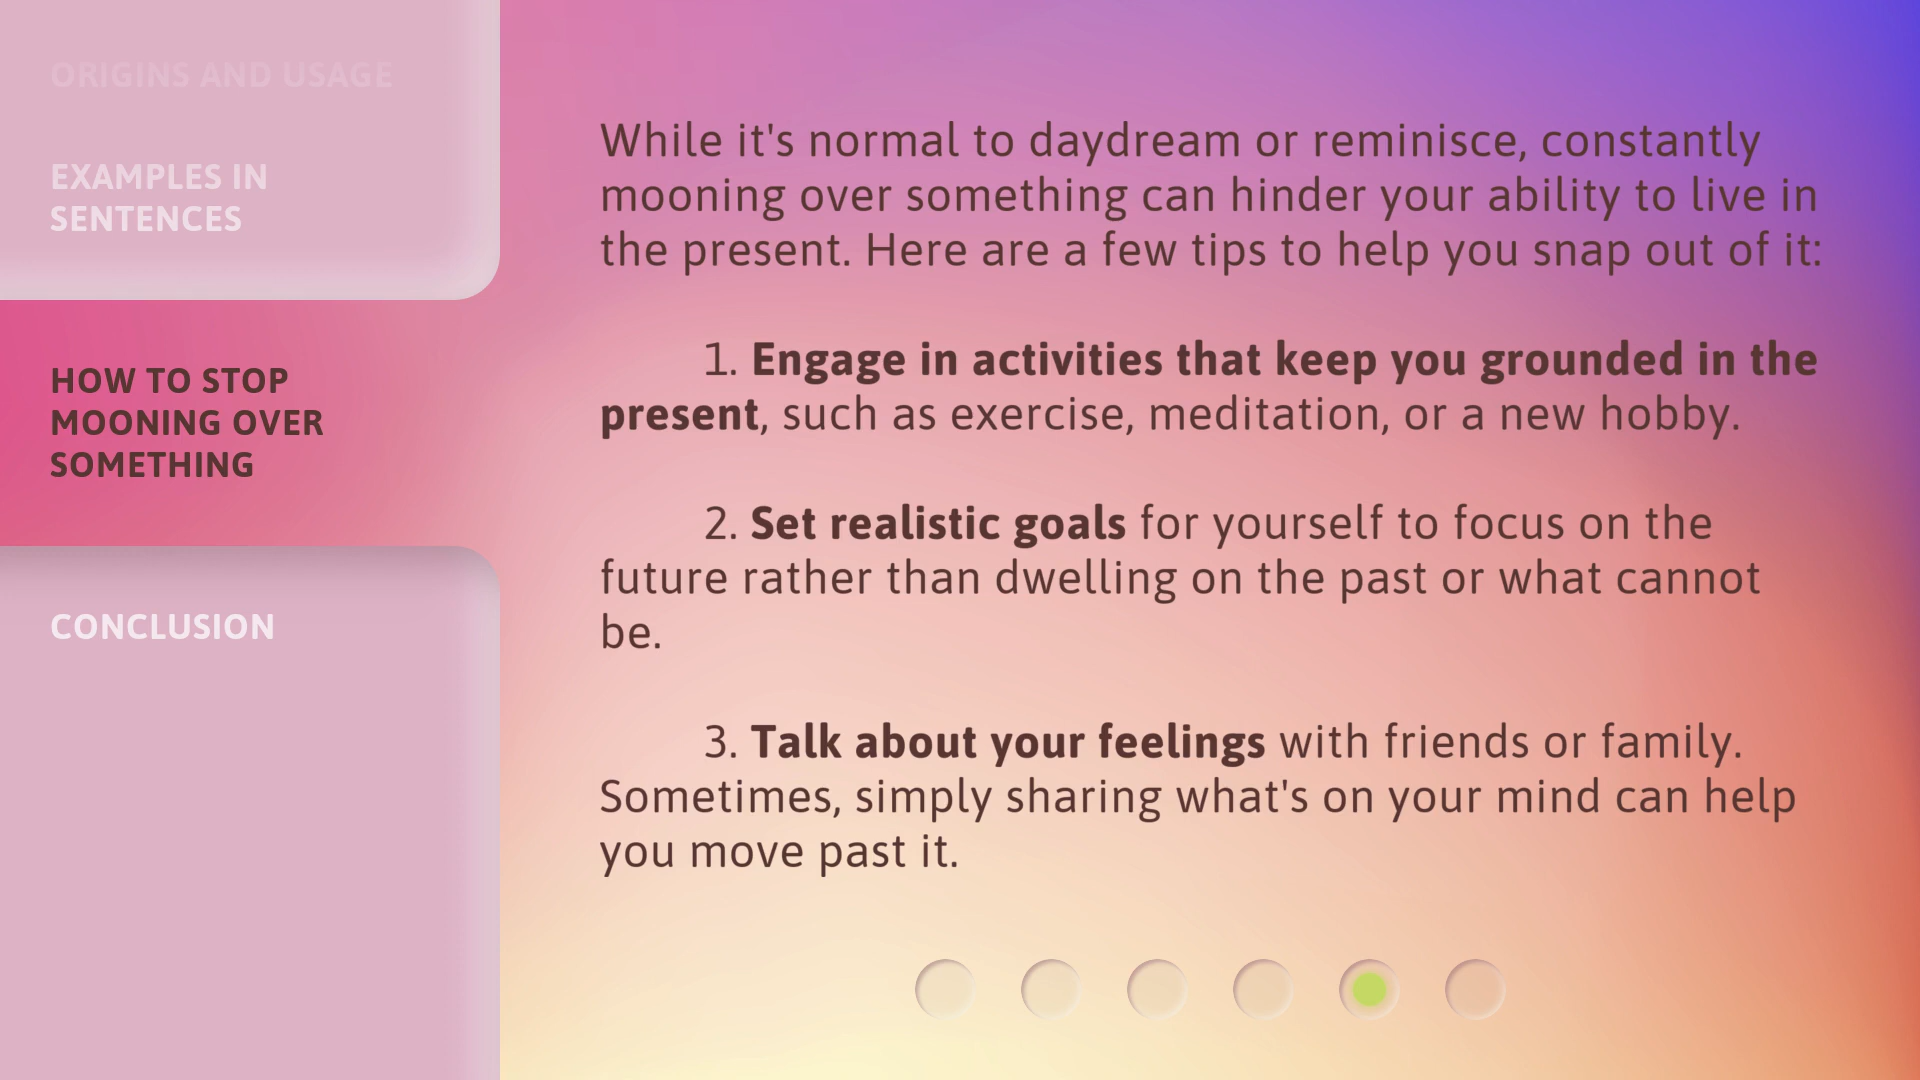 ORIGINS AND USAGE
EXAMPLES IN
SENTENCES
HOW TO STOP
MOONING OVER
SOMETHING
CONCLUSION
While it's normal to daydream or reminisce, constantly
mooning over something can hinder your ability to live in
the present. Here are a few tips to help you snap out of it:
1. Engage in activities that keep you grounded in the
present, such as exercise, meditation, or a new hobby.
2. Set realistic goals for yourself to focus on the
future rather than dwelling on the past or what cannot
be.
3. Talk about your feelings with friends or family.
Sometimes, simply sharing what's on your mind can help
you move past it.